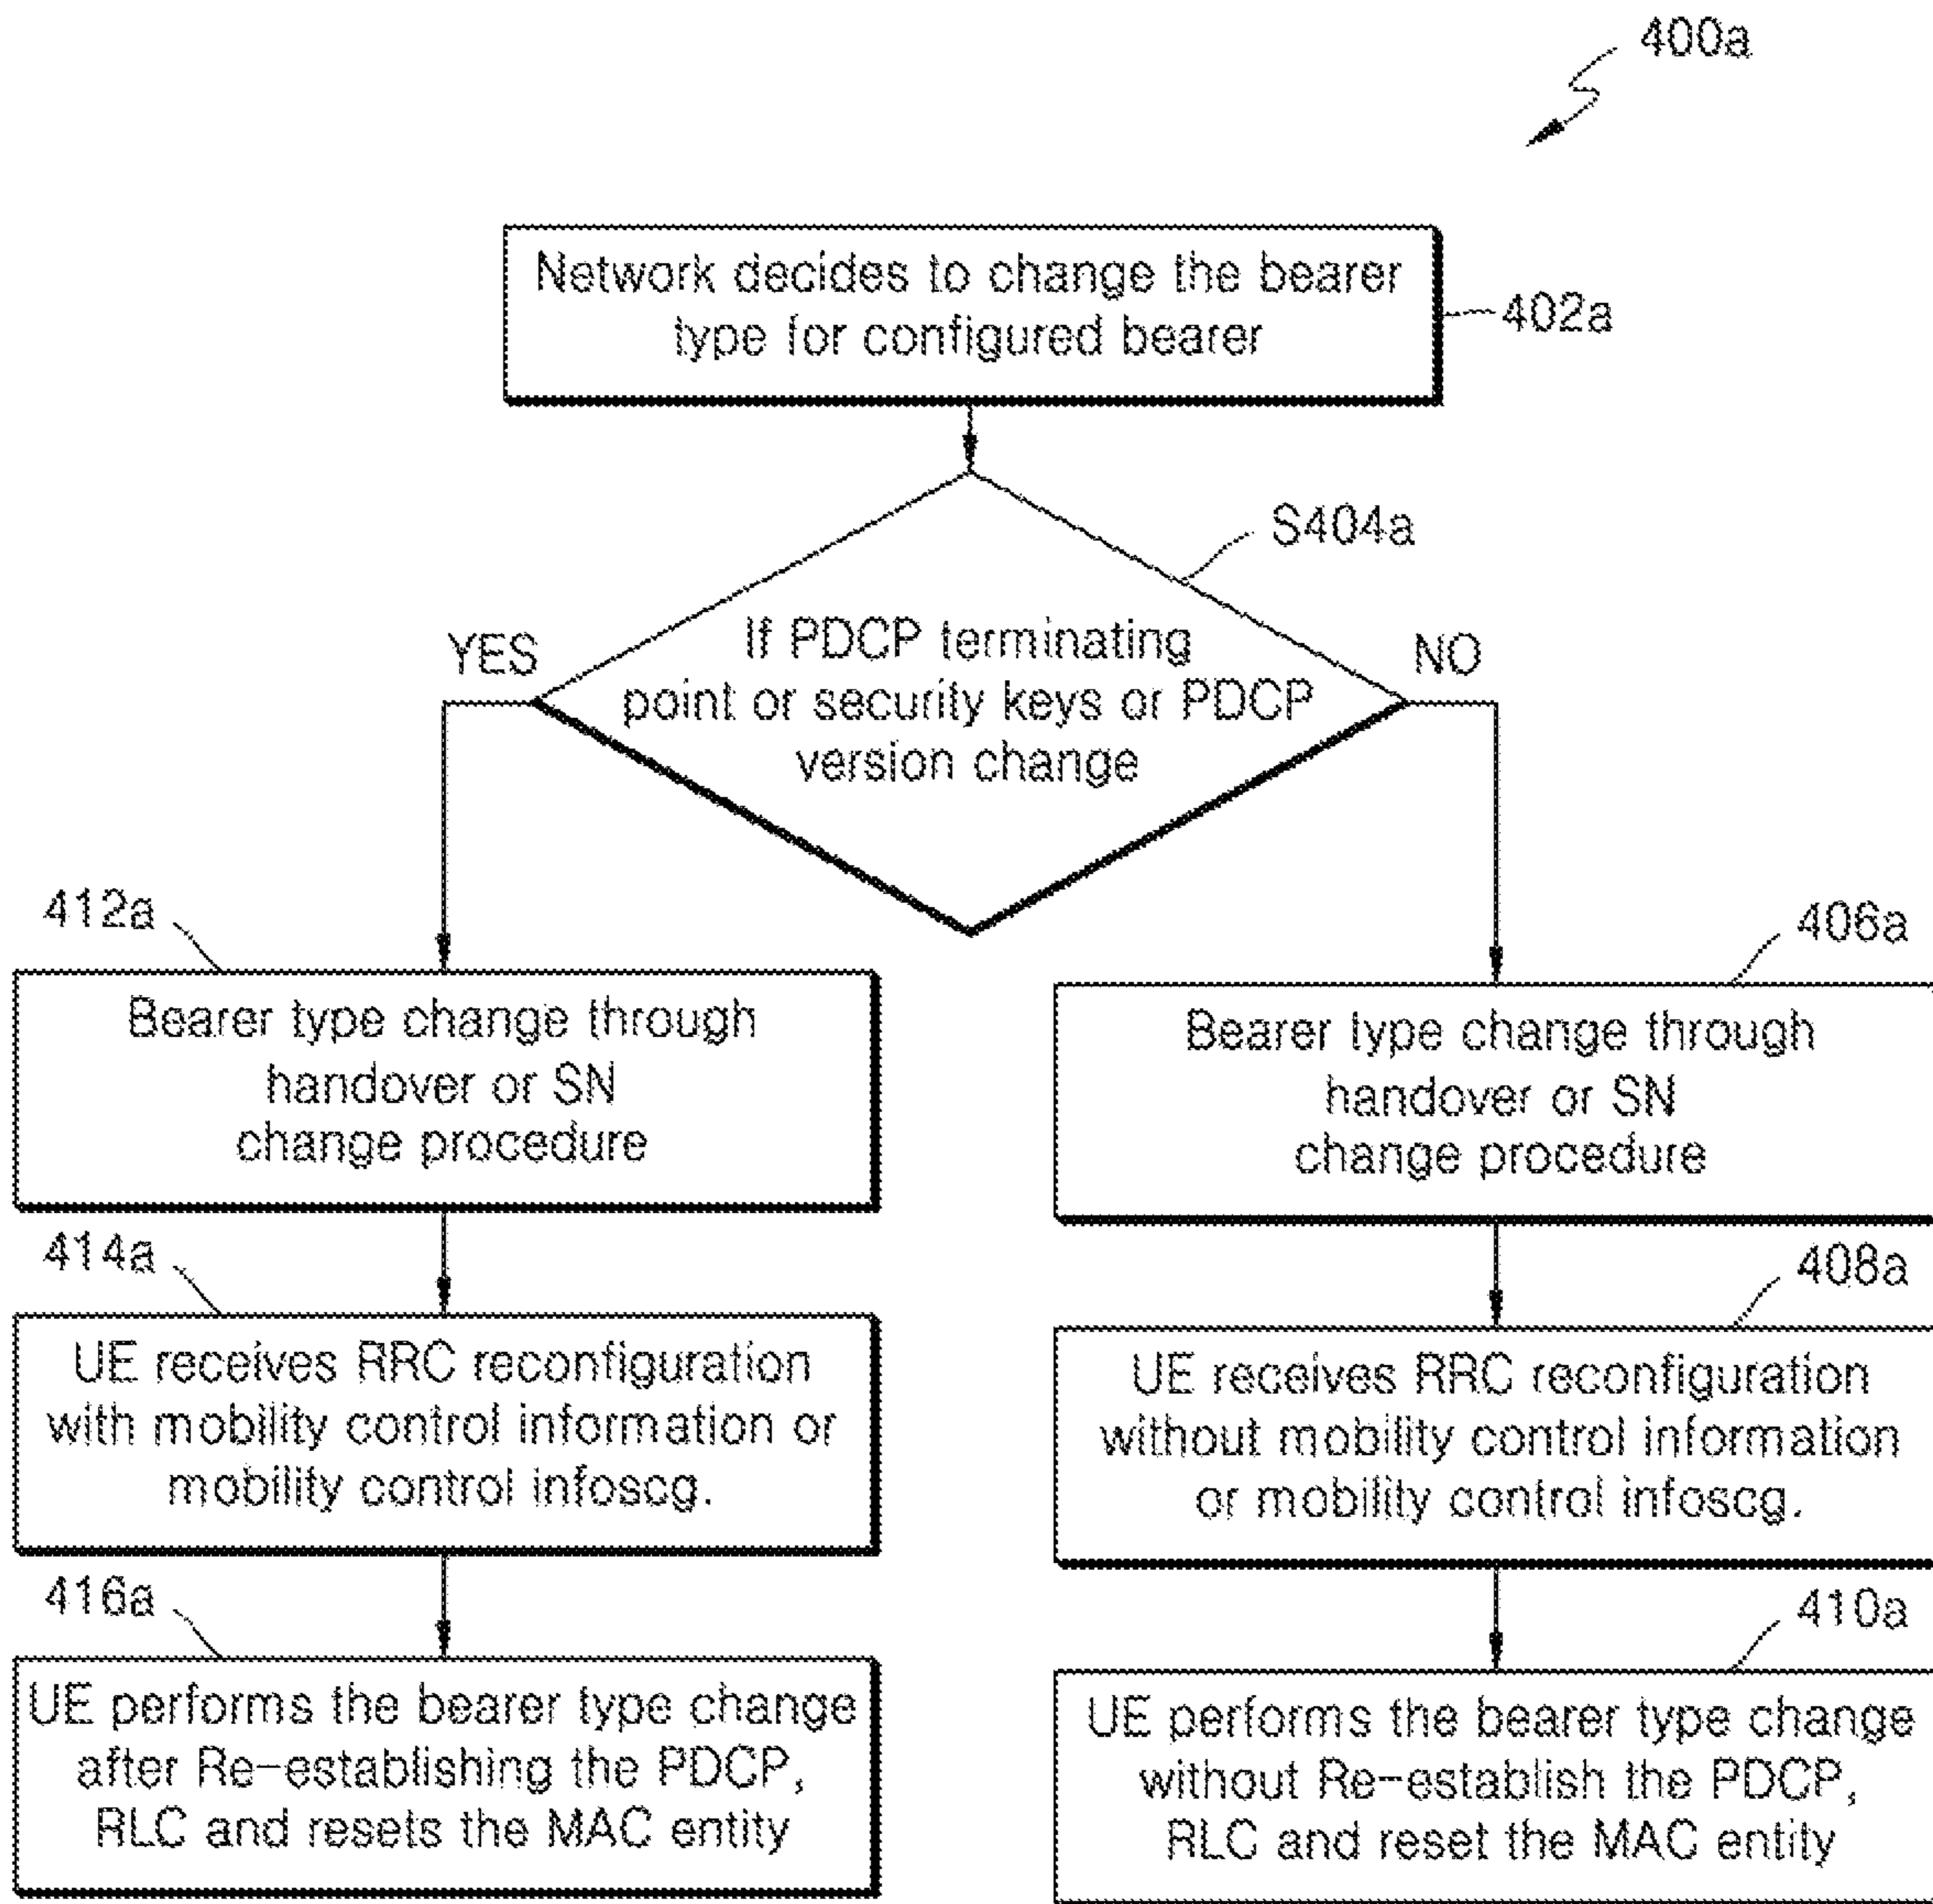 400a
Network decides to change the bearer
type for configured bearer
402a
S404a
If PDCP terminating
point or security keys or PDCP
version change
YES
NO
412a
Bearer type change through
handover or SN
change procedure
406a
Bearer type change through
handover or SN
change procedure
414a
UE receives RRC reconfiguration
with mobility control information or
mobility control infoscg.
408a
UE receives RRC reconfiguration
without mobility control information
or mobility control infoscg.
416a
UE performs the bearer type change
after Re-establishing the PDCP,
RLC and resets the MAC entity
410a
UE performs the bearer type change
without Re-establish the PDCP,
RLC and reset the MAC entity